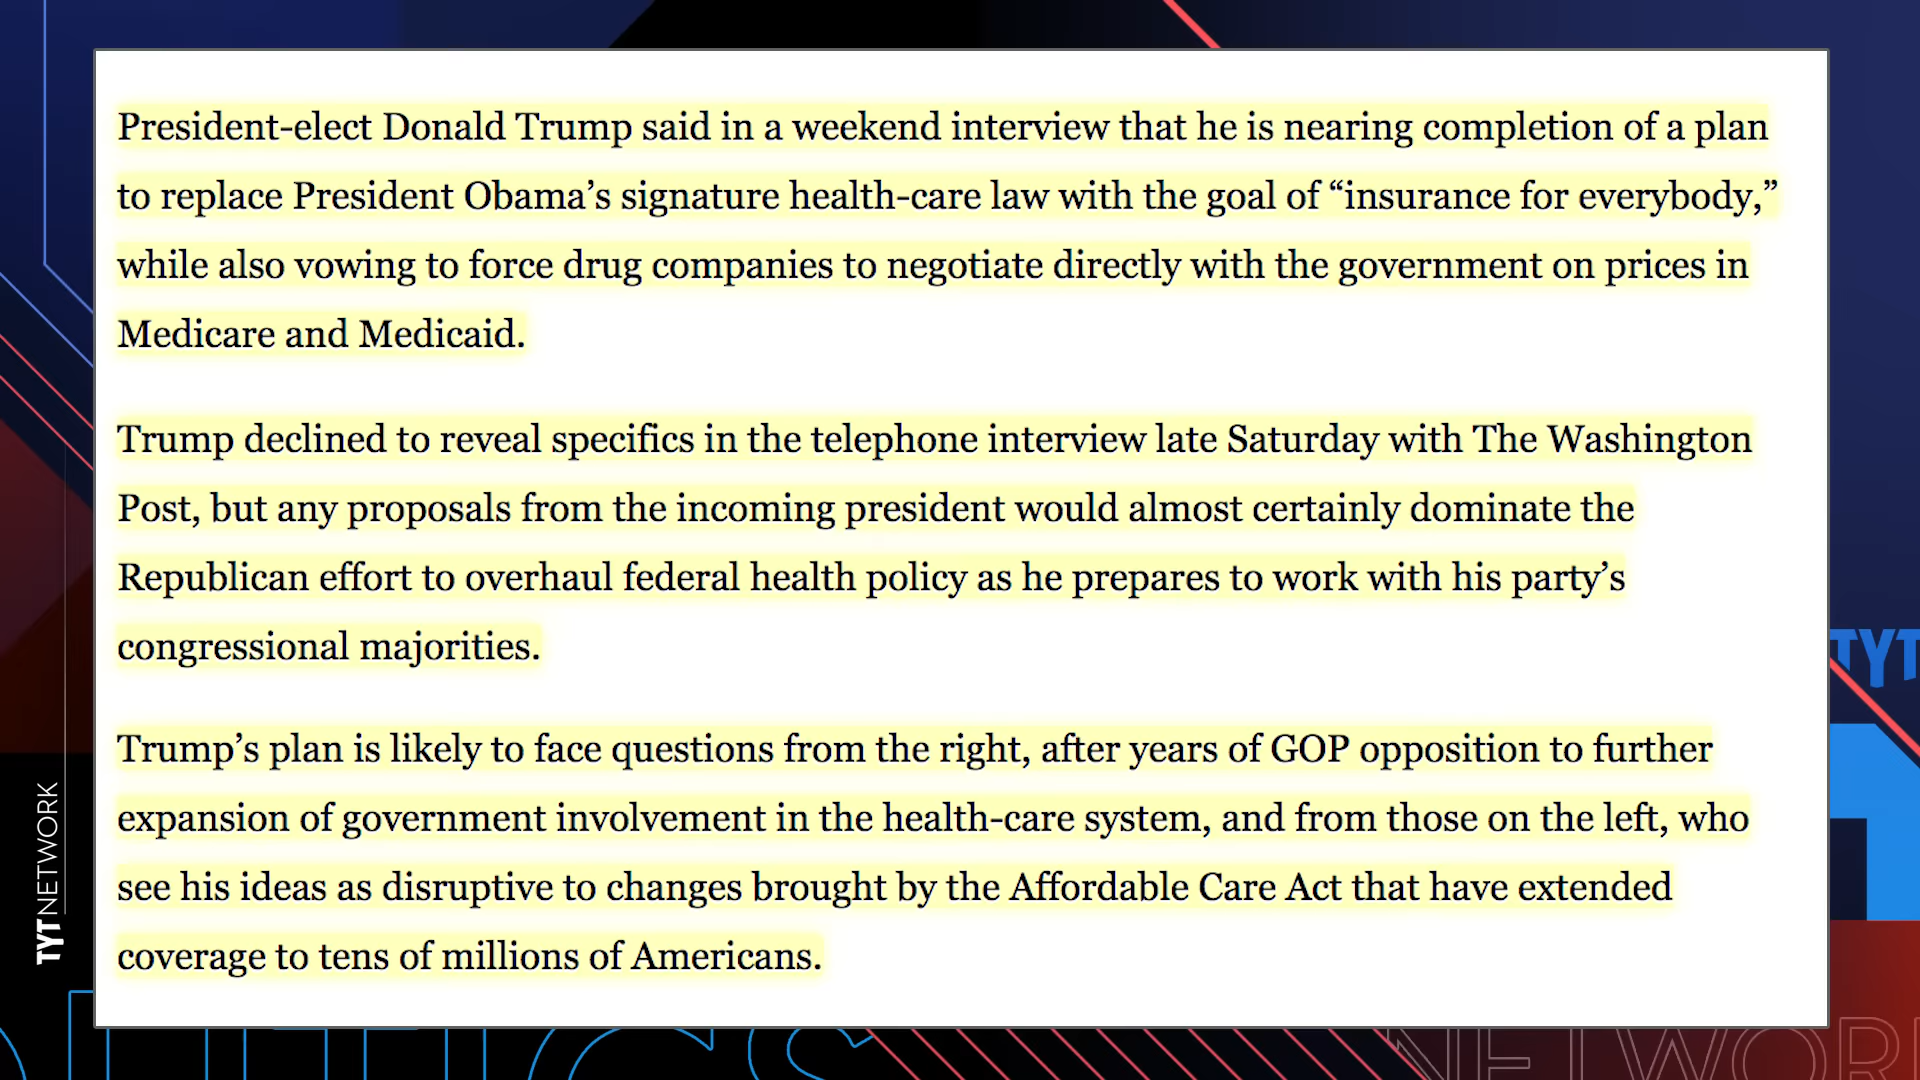 President-elect Donald Trump said in a weekend interview that he is nearing completion of a plan
to replace President Obama’s signature health-care law with the goal of “insurance for everybody,”
while also vowing to force drug companies to negotiate directly with the government on prices in
Medicare and Medicaid.
Trump declined to reveal specifics in the telephone interview late Saturday with The Washington
Post, but any proposals from the incoming president would almost certainly dominate the
Republican effort to overhaul federal health policy as he prepares to work with his party’s
congressional majorities.
Trump’s plan is likely to face questions from the right, after years of GOP opposition to further
expansion of government involvement in the health-care system, and from those on the left, who
see his ideas as disruptive to changes brought by the Affordable Care Act that have extended
coverage to tens of millions of Americans.
TYTNETWORK
TYT
NETWORK